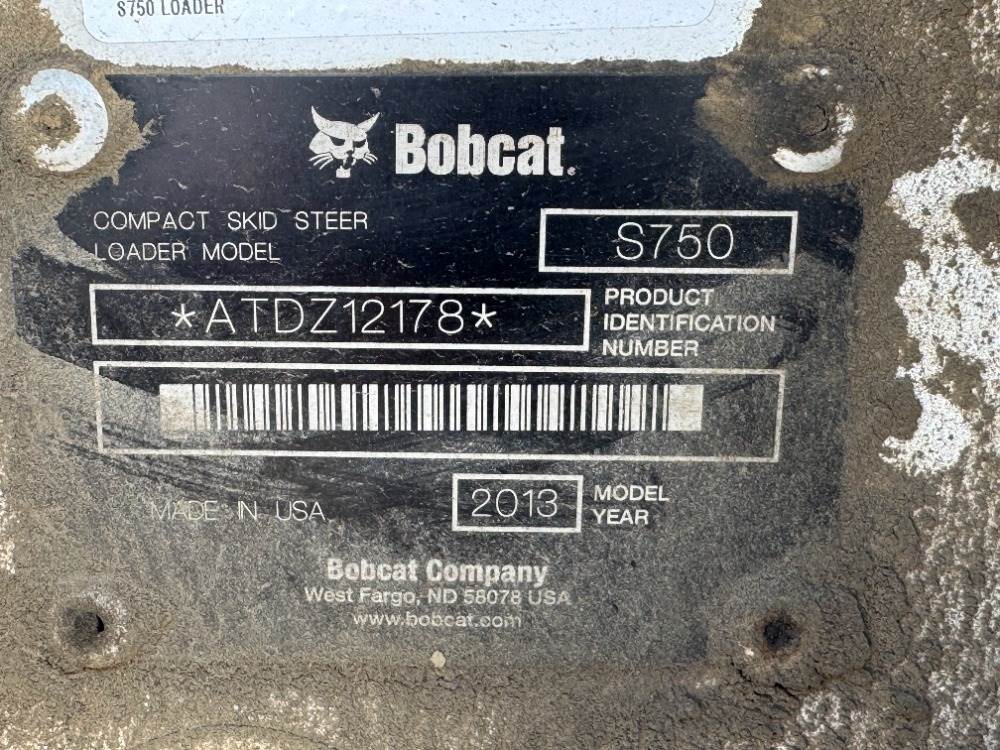 S750 LOADER
Bobcat.
COMPACT SKID STEER
LOADER MODEL
S750
*ATDZ12178*
PRODUCT
IDENTIFICATION
NUMBER
MADE IN USA
2013
MODEL
YEAR
Bobcat Company
West Fargo, ND 58078 USA
www.bobcat.com